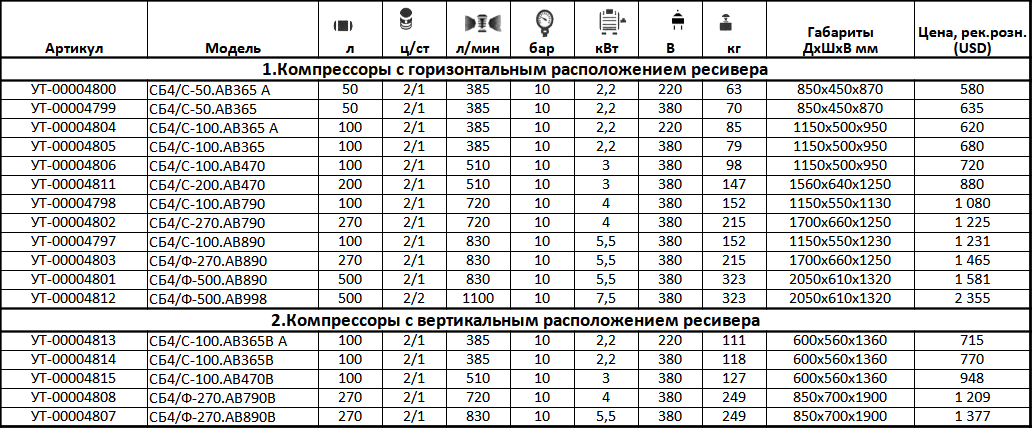 Артикул Модель л ц/ст л/мин бар кВт В кг Габариты ДхШхВ мм Цена, рек.розн. (USD)
1.Компрессоры с горизонтальным расположением ресивера
УТ-00004800 СБ4/С-50.АВ365 А 50 2/1 385 10 2,2 220 63 850х450х870 580
УТ-00004799 СБ4/С-50.АВ365 50 2/1 385 10 2,2 380 70 850х450х870 635
УТ-00004804 СБ4/С-100.АВ365 А 100 2/1 385 10 2,2 220 85 1150х500х950 620
УТ-00004805 СБ4/С-100.АВ365 100 2/1 385 10 2,2 380 79 1150х500х950 680
УТ-00004806 СБ4/С-100.АВ470 100 2/1 510 10 3 380 98 1150х500х950 720
УТ-00004811 СБ4/С-200.АВ470 200 2/1 510 10 3 380 147 1560х640х1250 880
УТ-00004798 СБ4/С-100.АВ790 100 2/1 720 10 4 380 152 1150х550х1130 1 080
УТ-00004802 СБ4/С-270.АВ790 270 2/1 720 10 4 380 215 1700х660х1250 1 225
УТ-00004797 СБ4/С-100.АВ890 100 2/1 830 10 5,5 380 152 1150х550х1230 1 231
УТ-00004803 СБ4/Ф-270.АВ890 270 2/1 830 10 5,5 380 215 1700х660х1250 1 465
УТ-00004801 СБ4/Ф-500.АВ890 500 2/1 830 10 5,5 380 323 2050х610х1320 1 581
УТ-00004812 СБ4/Ф-500.АВ998 500 2/2 1100 10 7,5 380 323 2050х610х1320 2 355
2.Компрессоры с вертикальным расположением ресивера
УТ-00004813 СБ4/С-100.АВ365В А 100 2/1 385 10 2,2 220 111 600х560х1360 715
УТ-00004814 СБ4/С-100.АВ365В 100 2/1 385 10 2,2 380 118 600х560х1360 770
УТ-00004815 СБ4/С-100.АВ470В 100 2/1 510 10 3 380 127 600х560х1360 948
УТ-00004808 СБ4/Ф-270.АВ790В 270 2/1 720 10 4 380 249 850х700х1900 1 209
УТ-00004807 СБ4/Ф-270.АВ890В 270 2/1 830 10 5,5 380 249 850х700х1900 1 377